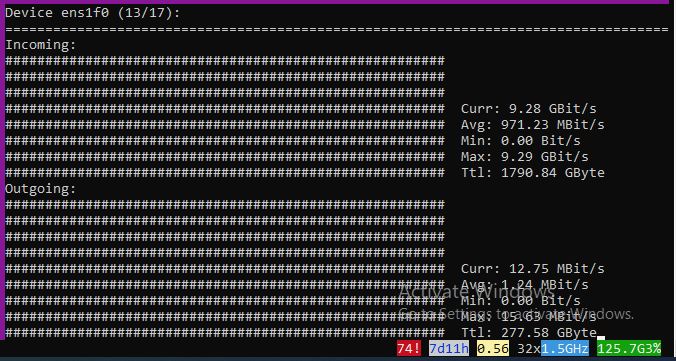 Device ens1f0 (13/17):
===================================================================================
Incoming:
#######################################################
#######################################################
#######################################################
####################################################### Curr: 9.28 GBit/s
####################################################### Avg: 971.23 MBit/s
####################################################### Min: 0.00 Bit/s
####################################################### Max: 9.29 GBit/s
####################################################### Ttl: 1790.84 GByte
Outgoing:
#######################################################
#######################################################
#######################################################
#######################################################
####################################################### Curr: 12.75 MBit/s
####################################################### Avg: 1.24 MBit/s
####################################################### Min: 0.00 Bit/s
####################################################### Max: 15.63 MBit/s
####################################################### Ttl: 277.58 GByte
Activate Windows
Go to Settings to activate Windows.
74! 7d11h 0.56 32x1.5GHz 125.7G3%